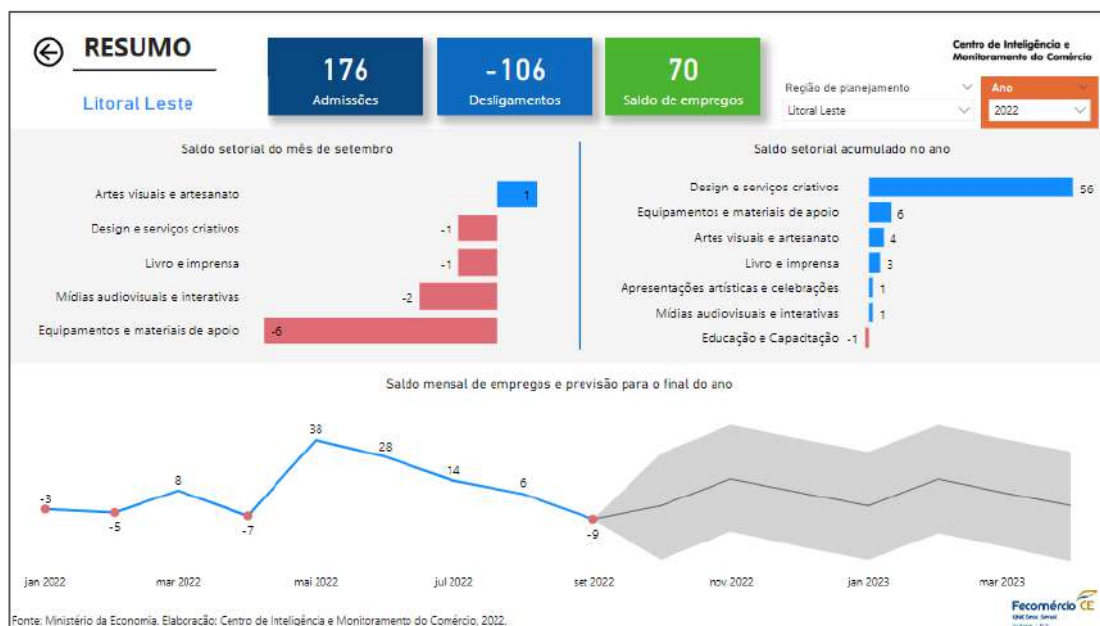 RESUMO
Litoral Leste
176
Admissões
-106
Desligamentos
70
Saldo de empregos
Centro de Inteligência e
Monitoramento do Comércio
Região de planejamento
Litoral Leste
Ano
2022
Saldo setorial do mês de setembro
Artes visuais e artesanato
1
Design e serviços criativos
-1
Livro e imprensa
-1
Mídias audiovisuais e interativas
-2
Equipamentos e materiais de apoio
-6
Saldo setorial acumulado no ano
Design e serviços criativos
56
Equipamentos e materiais de apoio
6
Artes visuais e artesanato
4
Livro e imprensa
3
Apresentações artísticas e celebrações
1
Mídias audiovisuais e interativas
1
Educação e Capacitação
-1
Saldo mensal de empregos e previsão para o final do ano
-3
-5
8
-7
38
28
14
6
-9
jan 2022
mar 2022
mai 2022
jul 2022
set 2022
nov 2022
jan 2023
mar 2023
Fonte: Ministério da Economia. Elaboração: Centro de Inteligência e Monitoramento do Comércio, 2022.
Fecomércio CE